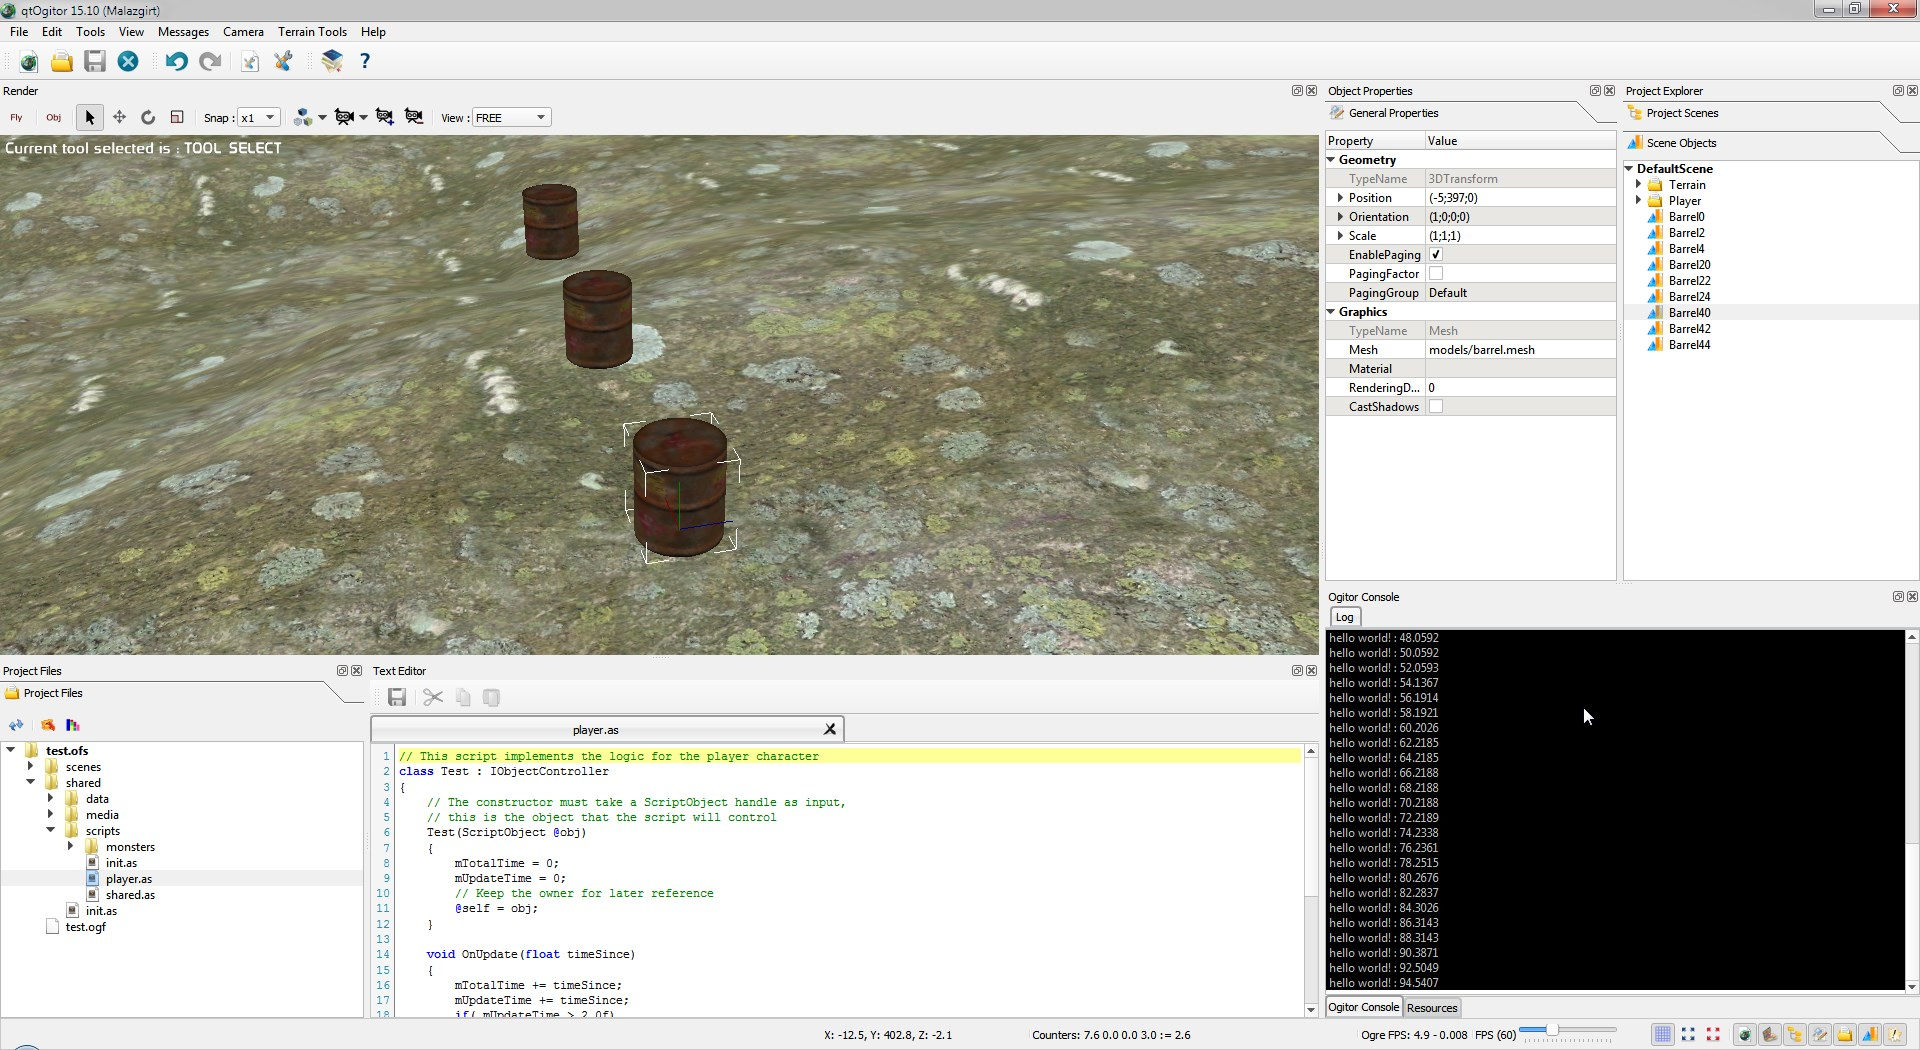 qtOgitor 15.10 (Malazgirt)
File Edit Tools View Messages Camera Terrain Tools Help
?
Render
Fly Obj Snap : x1 View : FREE
Current tool selected is : TOOL SELECT
Object Properties
General Properties
Property Value
Geometry
TypeName 3DTransform
Position (-5;397;0)
Orientation (1;0;0;0)
Scale (1;1;1)
EnablePaging
PagingFactor
PagingGroup Default
Graphics
TypeName Mesh
Mesh models/barrel.mesh
Material
RenderingD... 0
CastShadows
Project Explorer
Project Scenes
Scene Objects
DefaultScene
Terrain
Player
Barrel0
Barrel2
Barrel4
Barrel20
Barrel22
Barrel24
Barrel40
Barrel42
Barrel44
Project Files
Project Files
test.ofs
scenes
shared
data
media
scripts
monsters
init.as
player.as
shared.as
init.as
test.ogf
Text Editor
player.as
1 // This script implements the logic for the player character
2 class Test : IObjectController
3 {
4 // The constructor must take a ScriptObject handle as input,
5 // this is the object that the script will control
6 Test(ScriptObject @obj)
7 {
8 mTotalTime = 0;
9 mUpdateTime = 0;
10 // Keep the owner for later reference
11 @self = obj;
12 }
13
14 void OnUpdate(float timeSince)
15 {
16 mTotalTime += timeSince;
17 mUpdateTime += timeSince;
18 if( mUpdateTime > 2.0f)
Ogitor Console
Log
hello world! : 48.0592
hello world! : 50.0592
hello world! : 52.0593
hello world! : 54.1367
hello world! : 56.1914
hello world! : 58.1921
hello world! : 60.2026
hello world! : 62.2185
hello world! : 64.2185
hello world! : 66.2188
hello world! : 68.2188
hello world! : 70.2188
hello world! : 72.2189
hello world! : 74.2338
hello world! : 76.2361
hello world! : 78.2515
hello world! : 80.2676
hello world! : 82.2837
hello world! : 84.3026
hello world! : 86.3143
hello world! : 88.3143
hello world! : 90.3871
hello world! : 92.5049
hello world! : 94.5407
Ogitor Console Resources
X: -12.5, Y: 402.8, Z: -2.1 Counters: 7.6 0.0 0.0 3.0 := 2.6 Ogre FPS: 4.9 - 0.008 FPS (60)